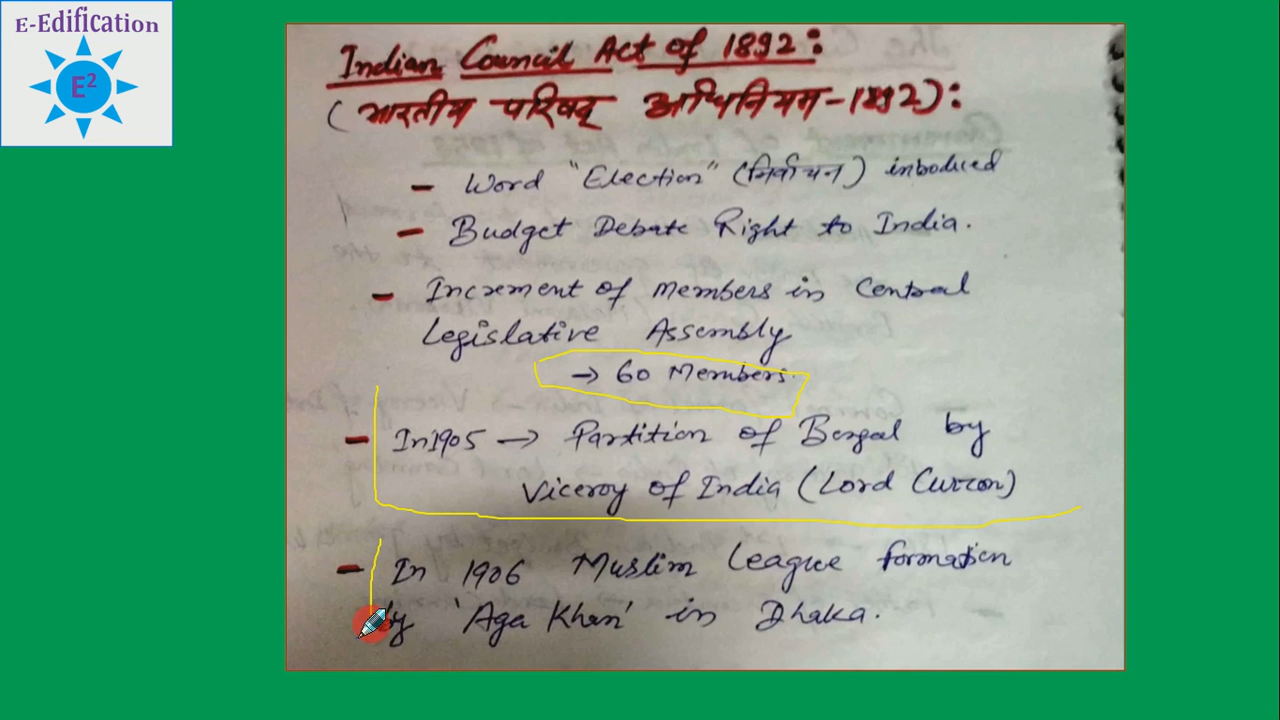 E-Edification
E²
Indian Council Act of 1892:
(भारतीय परिषद् अधिनियम-1892):
- Word "Election" (निर्वाचन) inboduced
- Budget Debate Right to India.
- Increment of members in Central
Legislative Assembly
→ 60 Members.
- In 1905 → Partition of Bengal by
Viceroy of India (Lord Curzon)
- In 1906 Muslim League formation
by 'Aga Khan' in Dhaka.